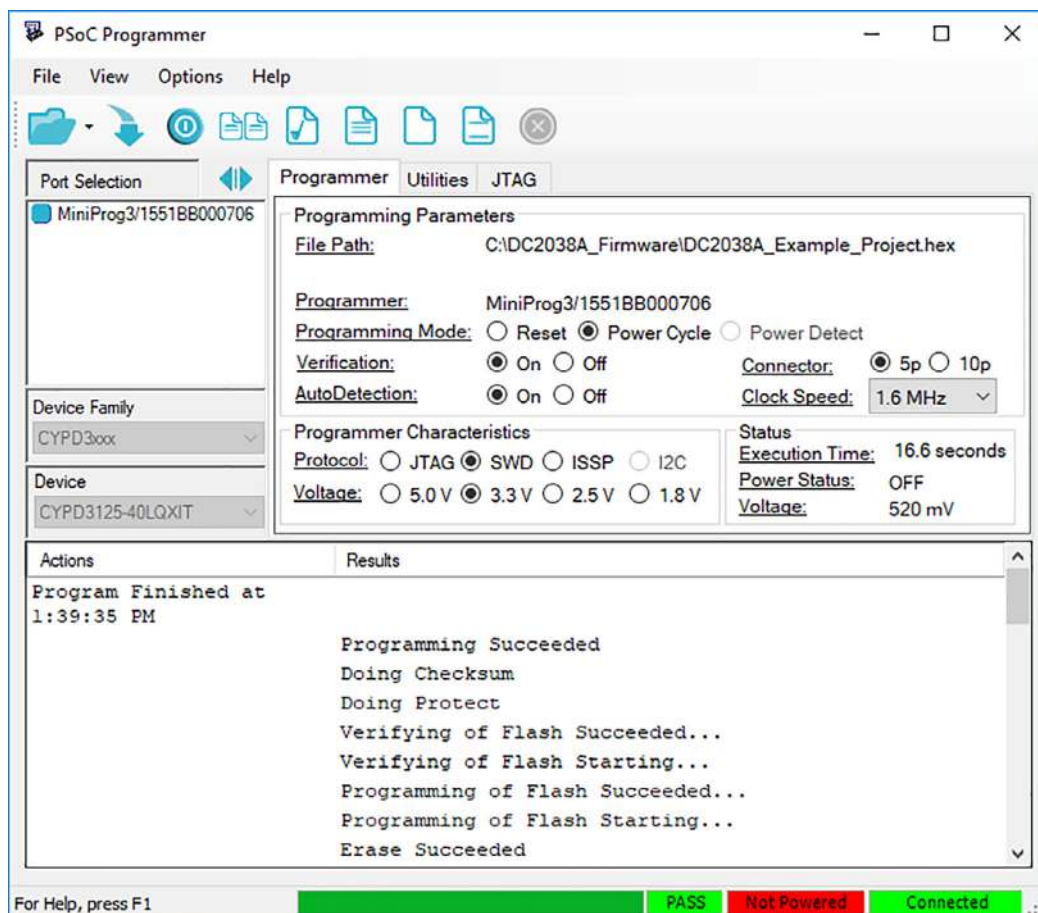 PSoC Programmer
File View Options Help
Port Selection
MiniProg3/1551BB000706
Device Family
CYPD3xxx
Device
CYPD3125-40LQXIT
Programmer Utilities JTAG
Programming Parameters
File Path: C:\DC2038A_Firmware\DC2038A_Example_Project.hex
Programmer: MiniProg3/1551BB000706
Programming Mode: Reset Power Cycle Power Detect
Verification: On Off Connector: 5p 10p
AutoDetection: On Off Clock Speed: 1.6 MHz
Programmer Characteristics
Protocol: JTAG SWD ISSP I2C
Voltage: 5.0 V 3.3 V 2.5 V 1.8 V
Status
Execution Time: 16.6 seconds
Power Status: OFF
Voltage: 520 mV
Actions Results
Program Finished at
1:39:35 PM
Programming Succeeded
Doing Checksum
Doing Protect
Verifying of Flash Succeeded...
Verifying of Flash Starting...
Programming of Flash Succeeded...
Programming of Flash Starting...
Erase Succeeded
For Help, press F1 PASS Not Powered Connected